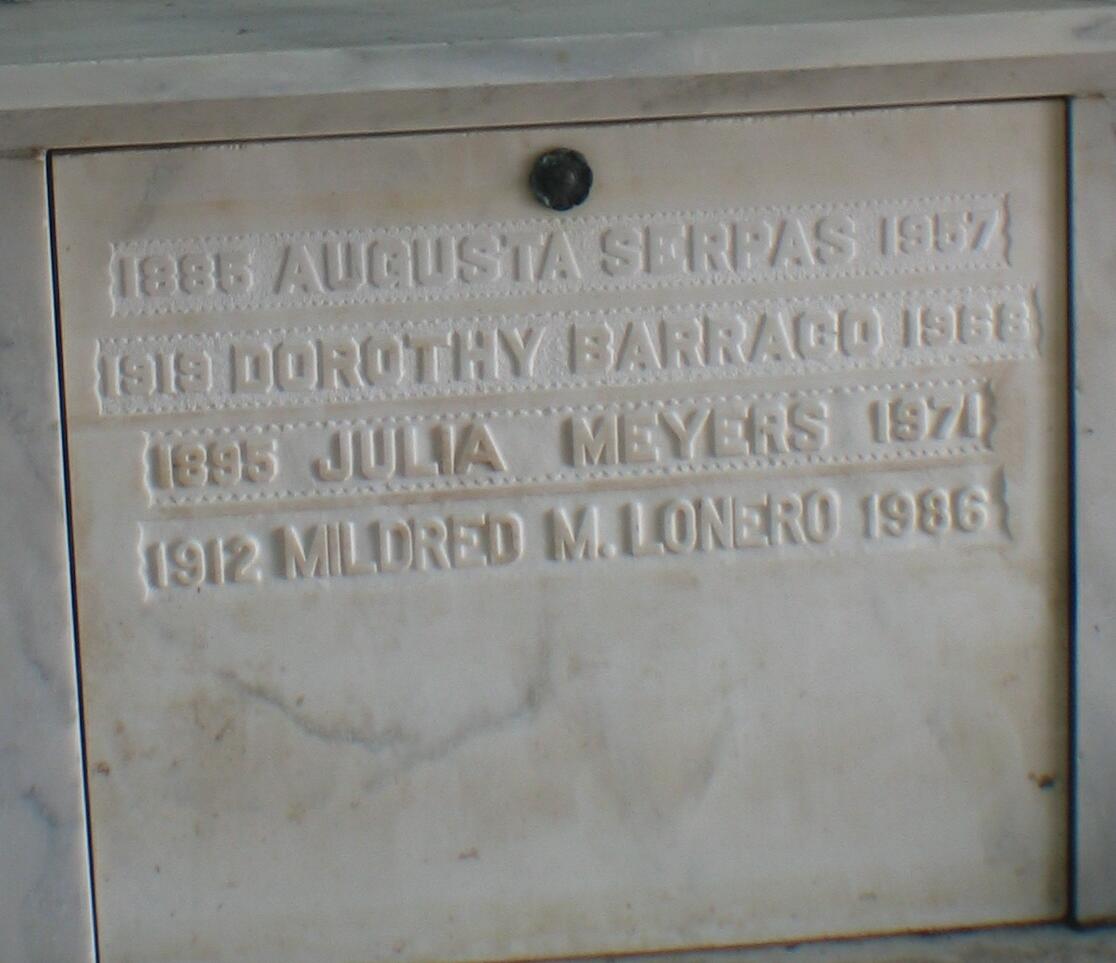 1885 AUGUSTA SERPAS 1957
1919 DOROTHY BARRACO 1968
1895 JULIA MEYERS 1971
1912 MILDRED M. LONERO 1986